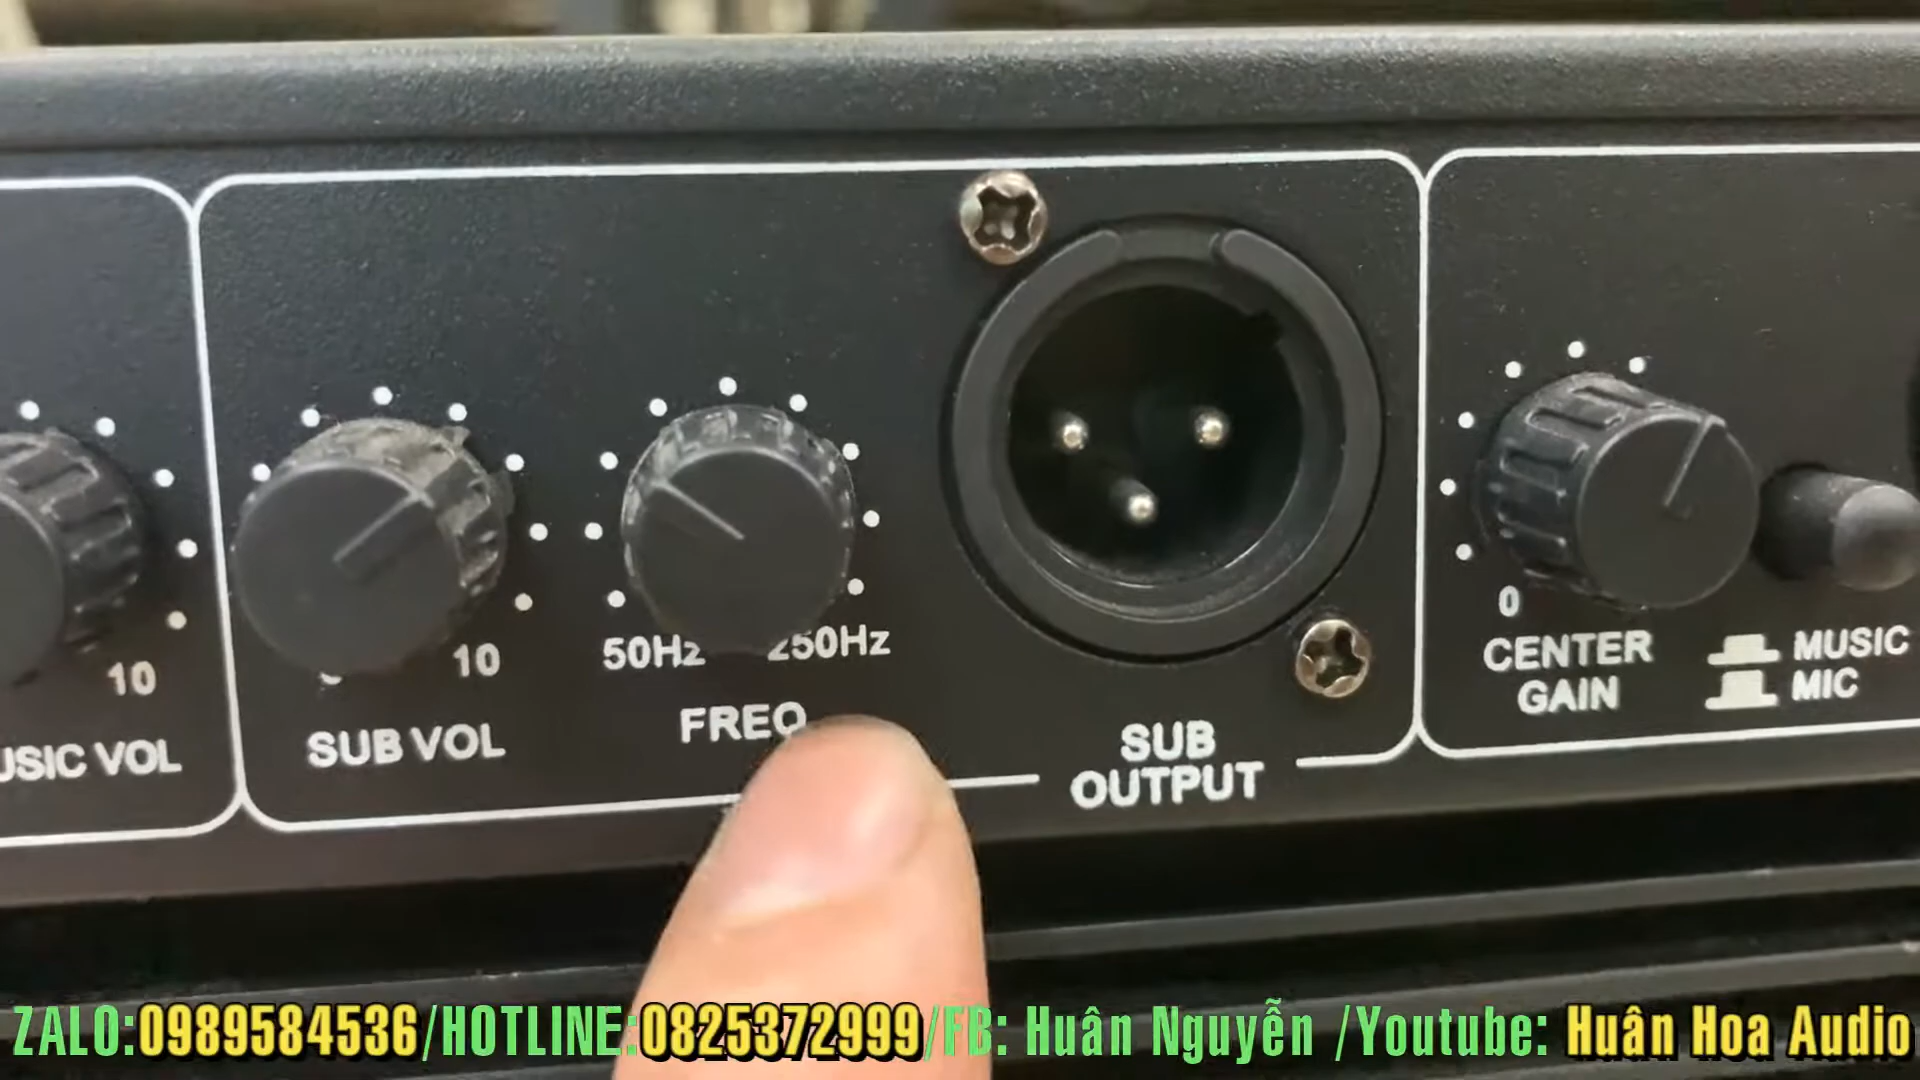 50Hz
250Hz
0
10
10
MUSIC
CENTER
GAIN
MIC
FREQ
SUB VOL
SUB
OUTPUT
USIC VOL
ZALO:0989584536/HOTLINE:0825372999/FB: Huân Nguyễn /Youtube: Huân Hoa Audio